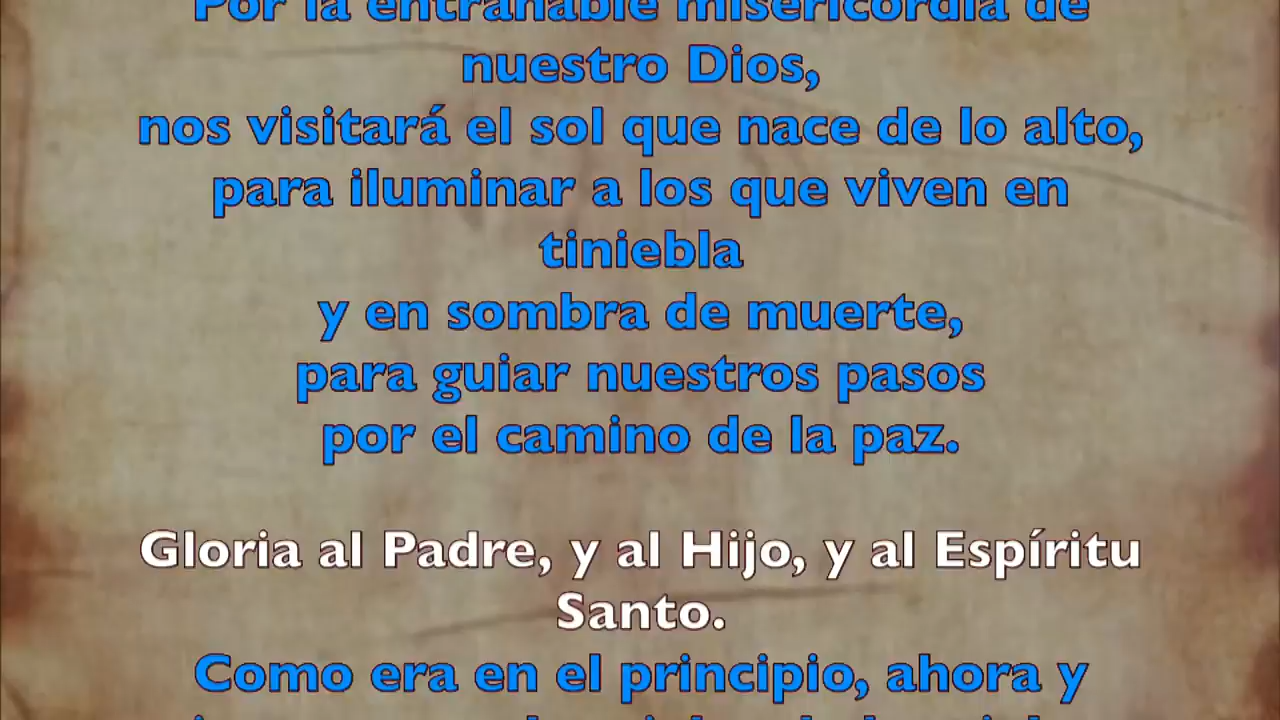 Por la entrañable misericordia de
nuestro Dios,
nos visitará el sol que nace de lo alto,
para iluminar a los que viven en
tiniebla
y en sombra de muerte,
para guiar nuestros pasos
por el camino de la paz.
Gloria al Padre, y al Hijo, y al Espíritu
Santo.
Como era en el principio, ahora y